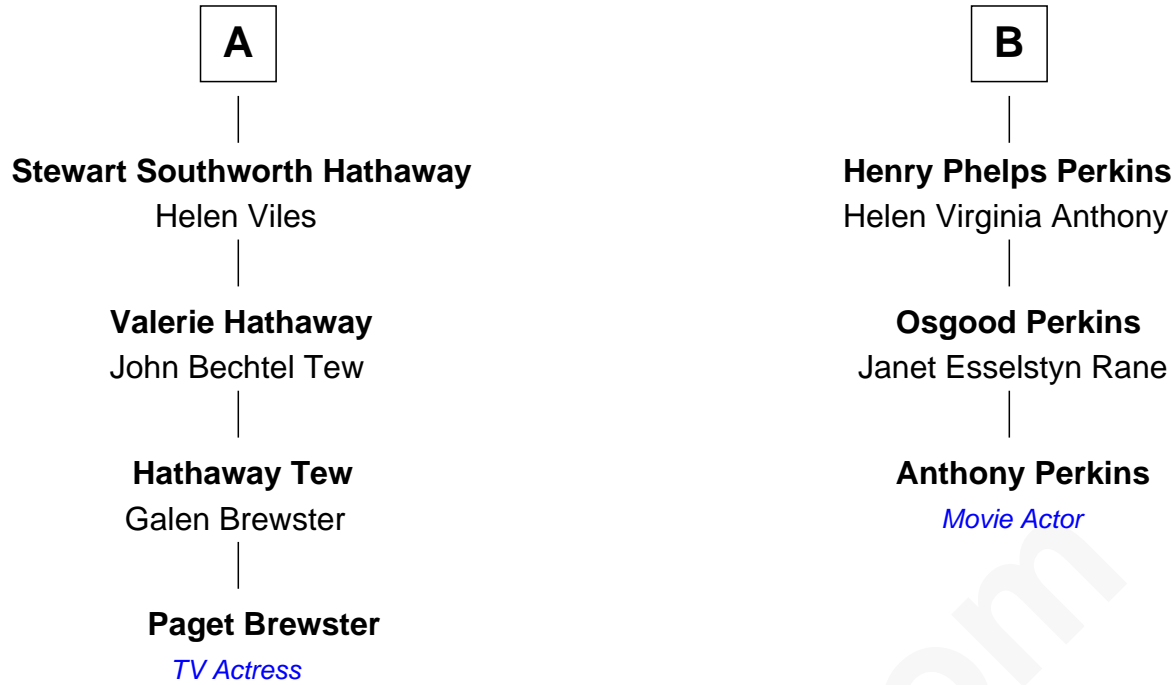 A
Stewart Southworth Hathaway
Helen Viles
Valerie Hathaway
John Bechtel Tew
Hathaway Tew
Galen Brewster
Paget Brewster
TV Actress
B
Henry Phelps Perkins
Helen Virginia Anthony
Osgood Perkins
Janet Esselstyn Rane
Anthony Perkins
Movie Actor
om